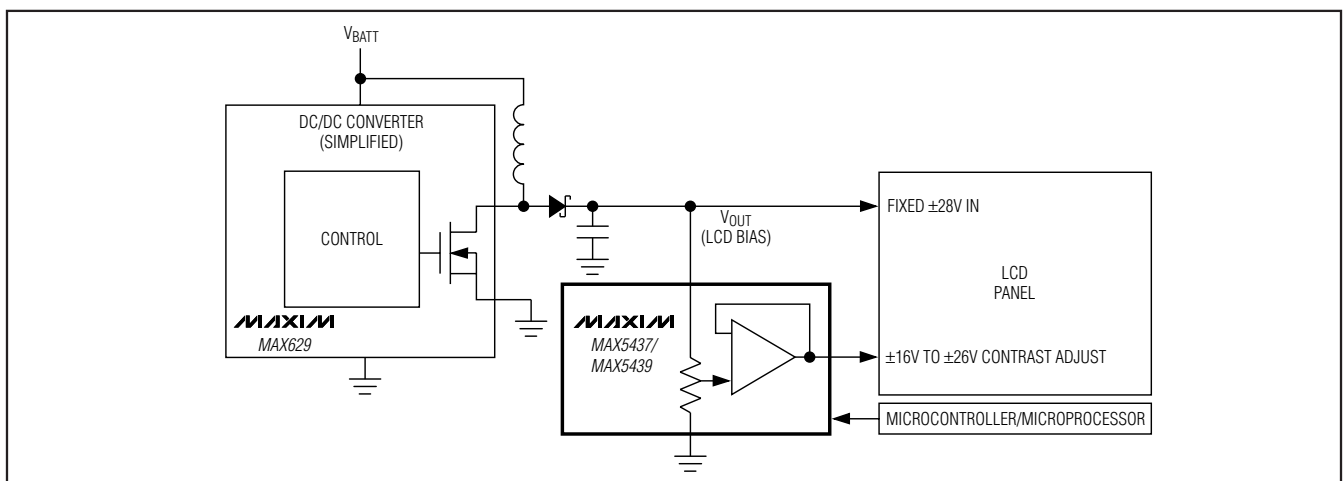 VBATT
DC/DC CONVERTER
(SIMPLIFIED)
CONTROL
MAXIM
MAX629
VOUT
(LCD BIAS)
MAXIM
MAX5437/
MAX5439
FIXED ±28V IN
LCD
PANEL
±16V TO ±26V CONTRAST ADJUST
MICROCONTROLLER/MICROPROCESSOR